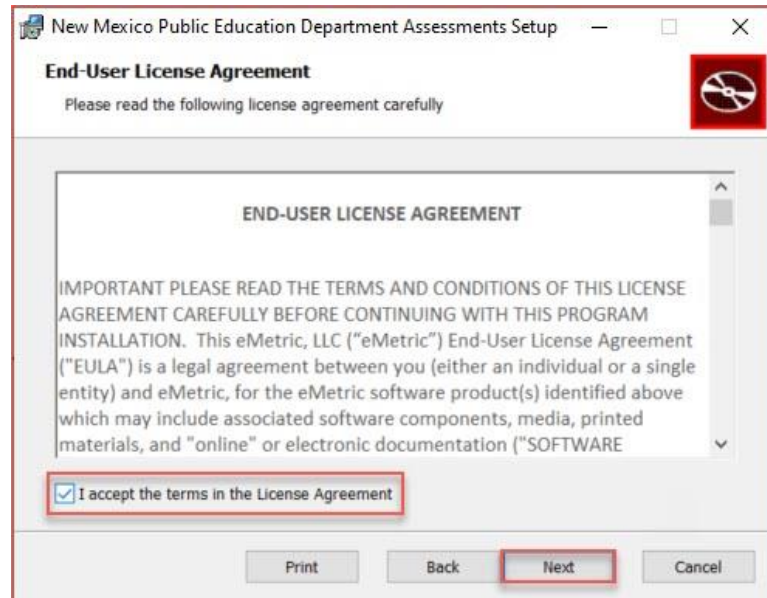 New Mexico Public Education Department Assessments Setup
End-User License Agreement
Please read the following license agreement carefully
END-USER LICENSE AGREEMENT
IMPORTANT PLEASE READ THE TERMS AND CONDITIONS OF THIS LICENSE
AGREEMENT CAREFULLY BEFORE CONTINUING WITH THIS PROGRAM
INSTALLATION. This eMetric, LLC (“eMetric”) End-User License Agreement
("EULA") is a legal agreement between you (either an individual or a single
entity) and eMetric, for the eMetric software product(s) identified above
which may include associated software components, media, printed
materials, and "online" or electronic documentation ("SOFTWARE
I accept the terms in the License Agreement
Print Back Next Cancel